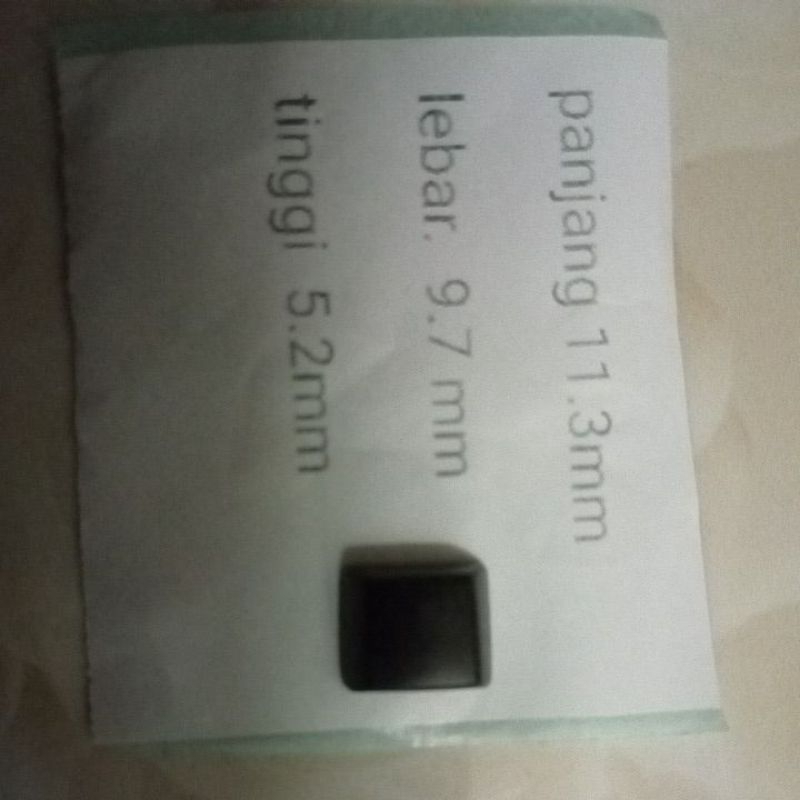 panjang 11.3mm
lebar. 9.7 mm
tinggi 5.2mm